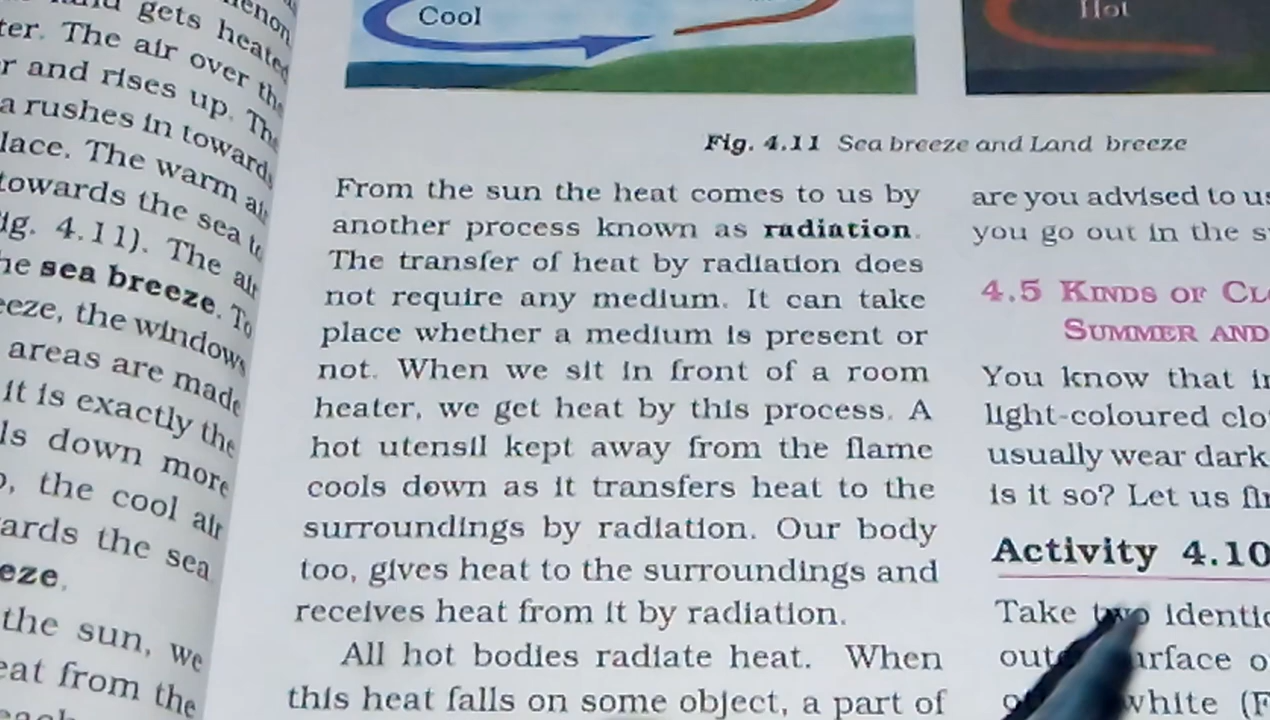 gets heated
ter. The air over the
r and rises up. The
a rushes in towards
lace. The warm air
towards the sea to
ig. 4.11). The air
he sea breeze. To
eeze, the windows
areas are made
it is exactly the
ls down more
o, the cool air
ards the sea
eze.
the sun, we
eat from the
Cool
Hot
Fig. 4.11 Sea breeze and Land breeze
From the sun the heat comes to us by
another process known as radiation.
The transfer of heat by radiation does
not require any medium. It can take
place whether a medium is present or
not. When we sit in front of a room
heater, we get heat by this process. A
hot utensil kept away from the flame
cools down as it transfers heat to the
surroundings by radiation. Our body
too, gives heat to the surroundings and
receives heat from it by radiation.
All hot bodies radiate heat. When
this heat falls on some object, a part of
are you advised to us
you go out in the s
4.5 KINDS OF CL
SUMMER AND
You know that in
light-coloured clo
usually wear dark
is it so? Let us fin
Activity 4.10
Take two identic
out urface o
white (F